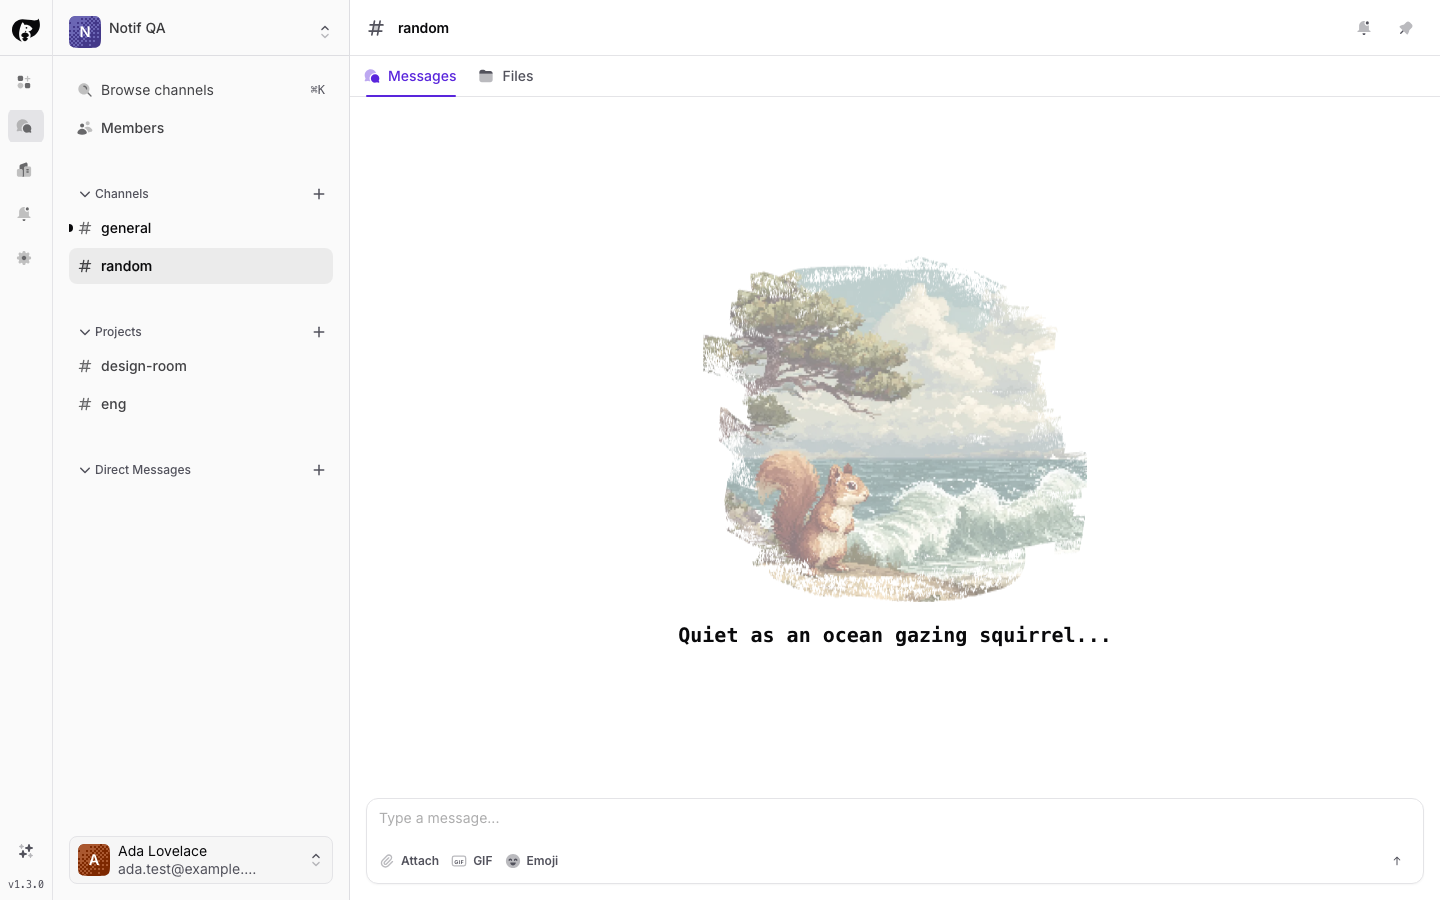 N
Notif QA
Browse channels
⌘K
Members
Channels
# general
# random
Projects
# design-room
# eng
Direct Messages
A
Ada Lovelace
ada.test@example....
v1.3.0
# random
Messages
Files
Quiet as an ocean gazing squirrel...
Type a message...
Attach
GIF
GIF
Emoji